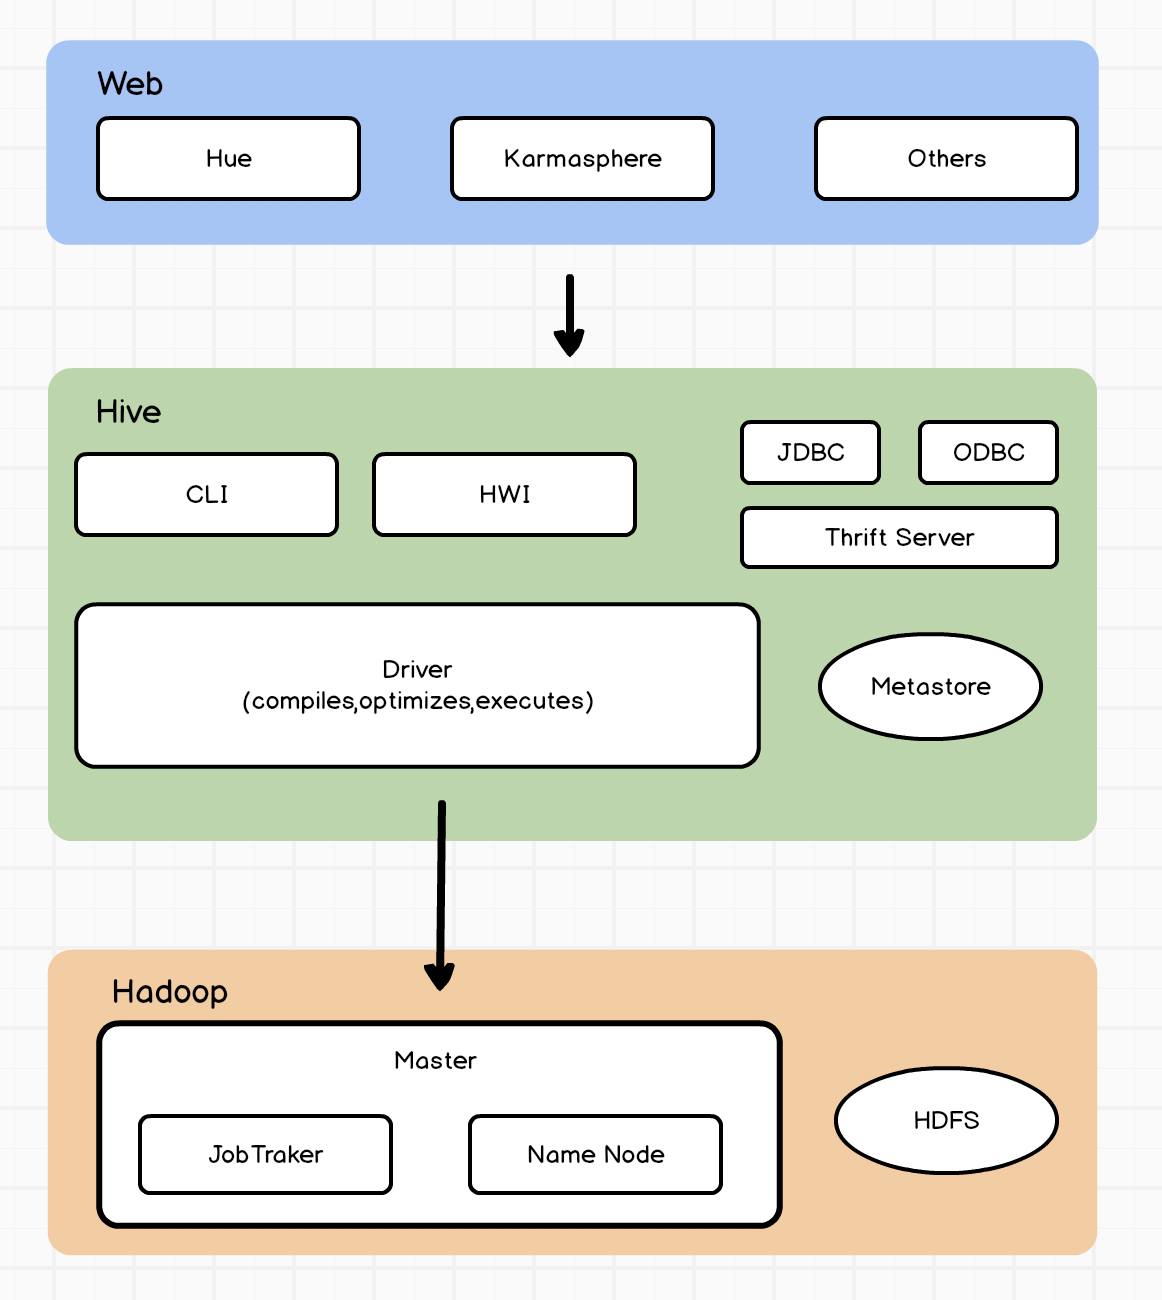 Web
Hue
Karmasphere
Others
Hive
CLI
HWI
JDBC
ODBC
Thrift Server
Driver
(compiles,optimizes,executes)
Metastore
Hadoop
Master
JobTraker
Name Node
HDFS